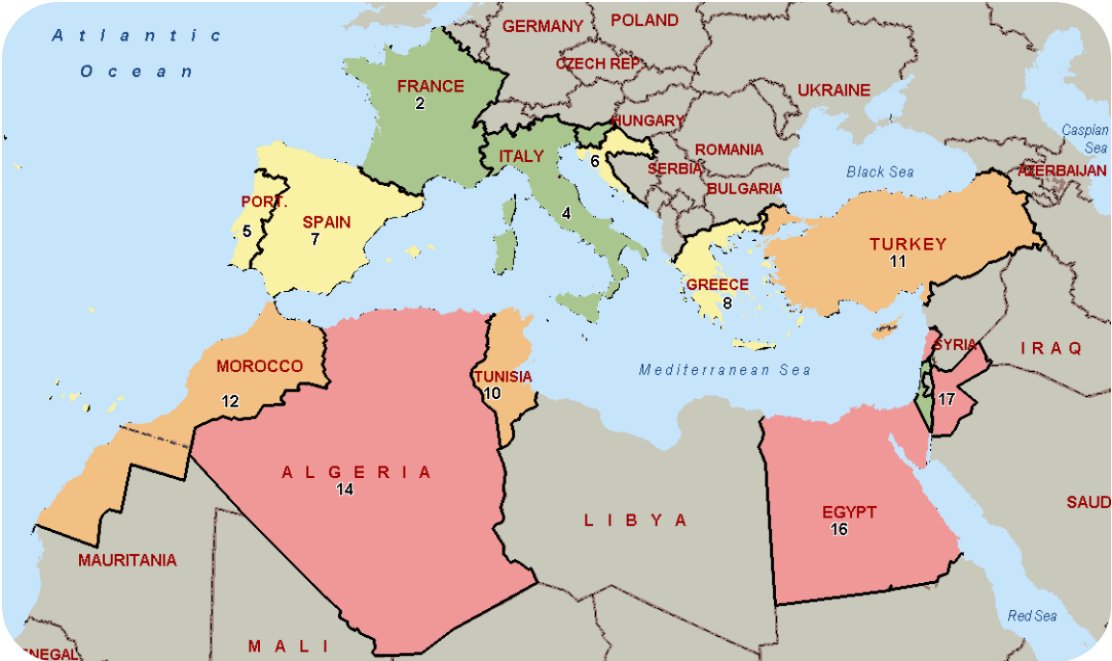 Atlantic
Ocean
GERMANY
POLAND
CZECH REP.
UKRAINE
FRANCE
2
HUNGARY
Caspian
Sea
ITALY
6
ROMANIA
SERBIA
Black Sea
AZERBAIJAN
BULGARIA
PORT.
5
SPAIN
7
4
TURKEY
11
GREECE
8
SYRIA
IRAQ
MOROCCO
12
TUNISIA
10
Mediterranean Sea
17
ALGERIA
14
LIBYA
EGYPT
16
SAUD
MAURITANIA
Red Sea
MALI
ENEGAL